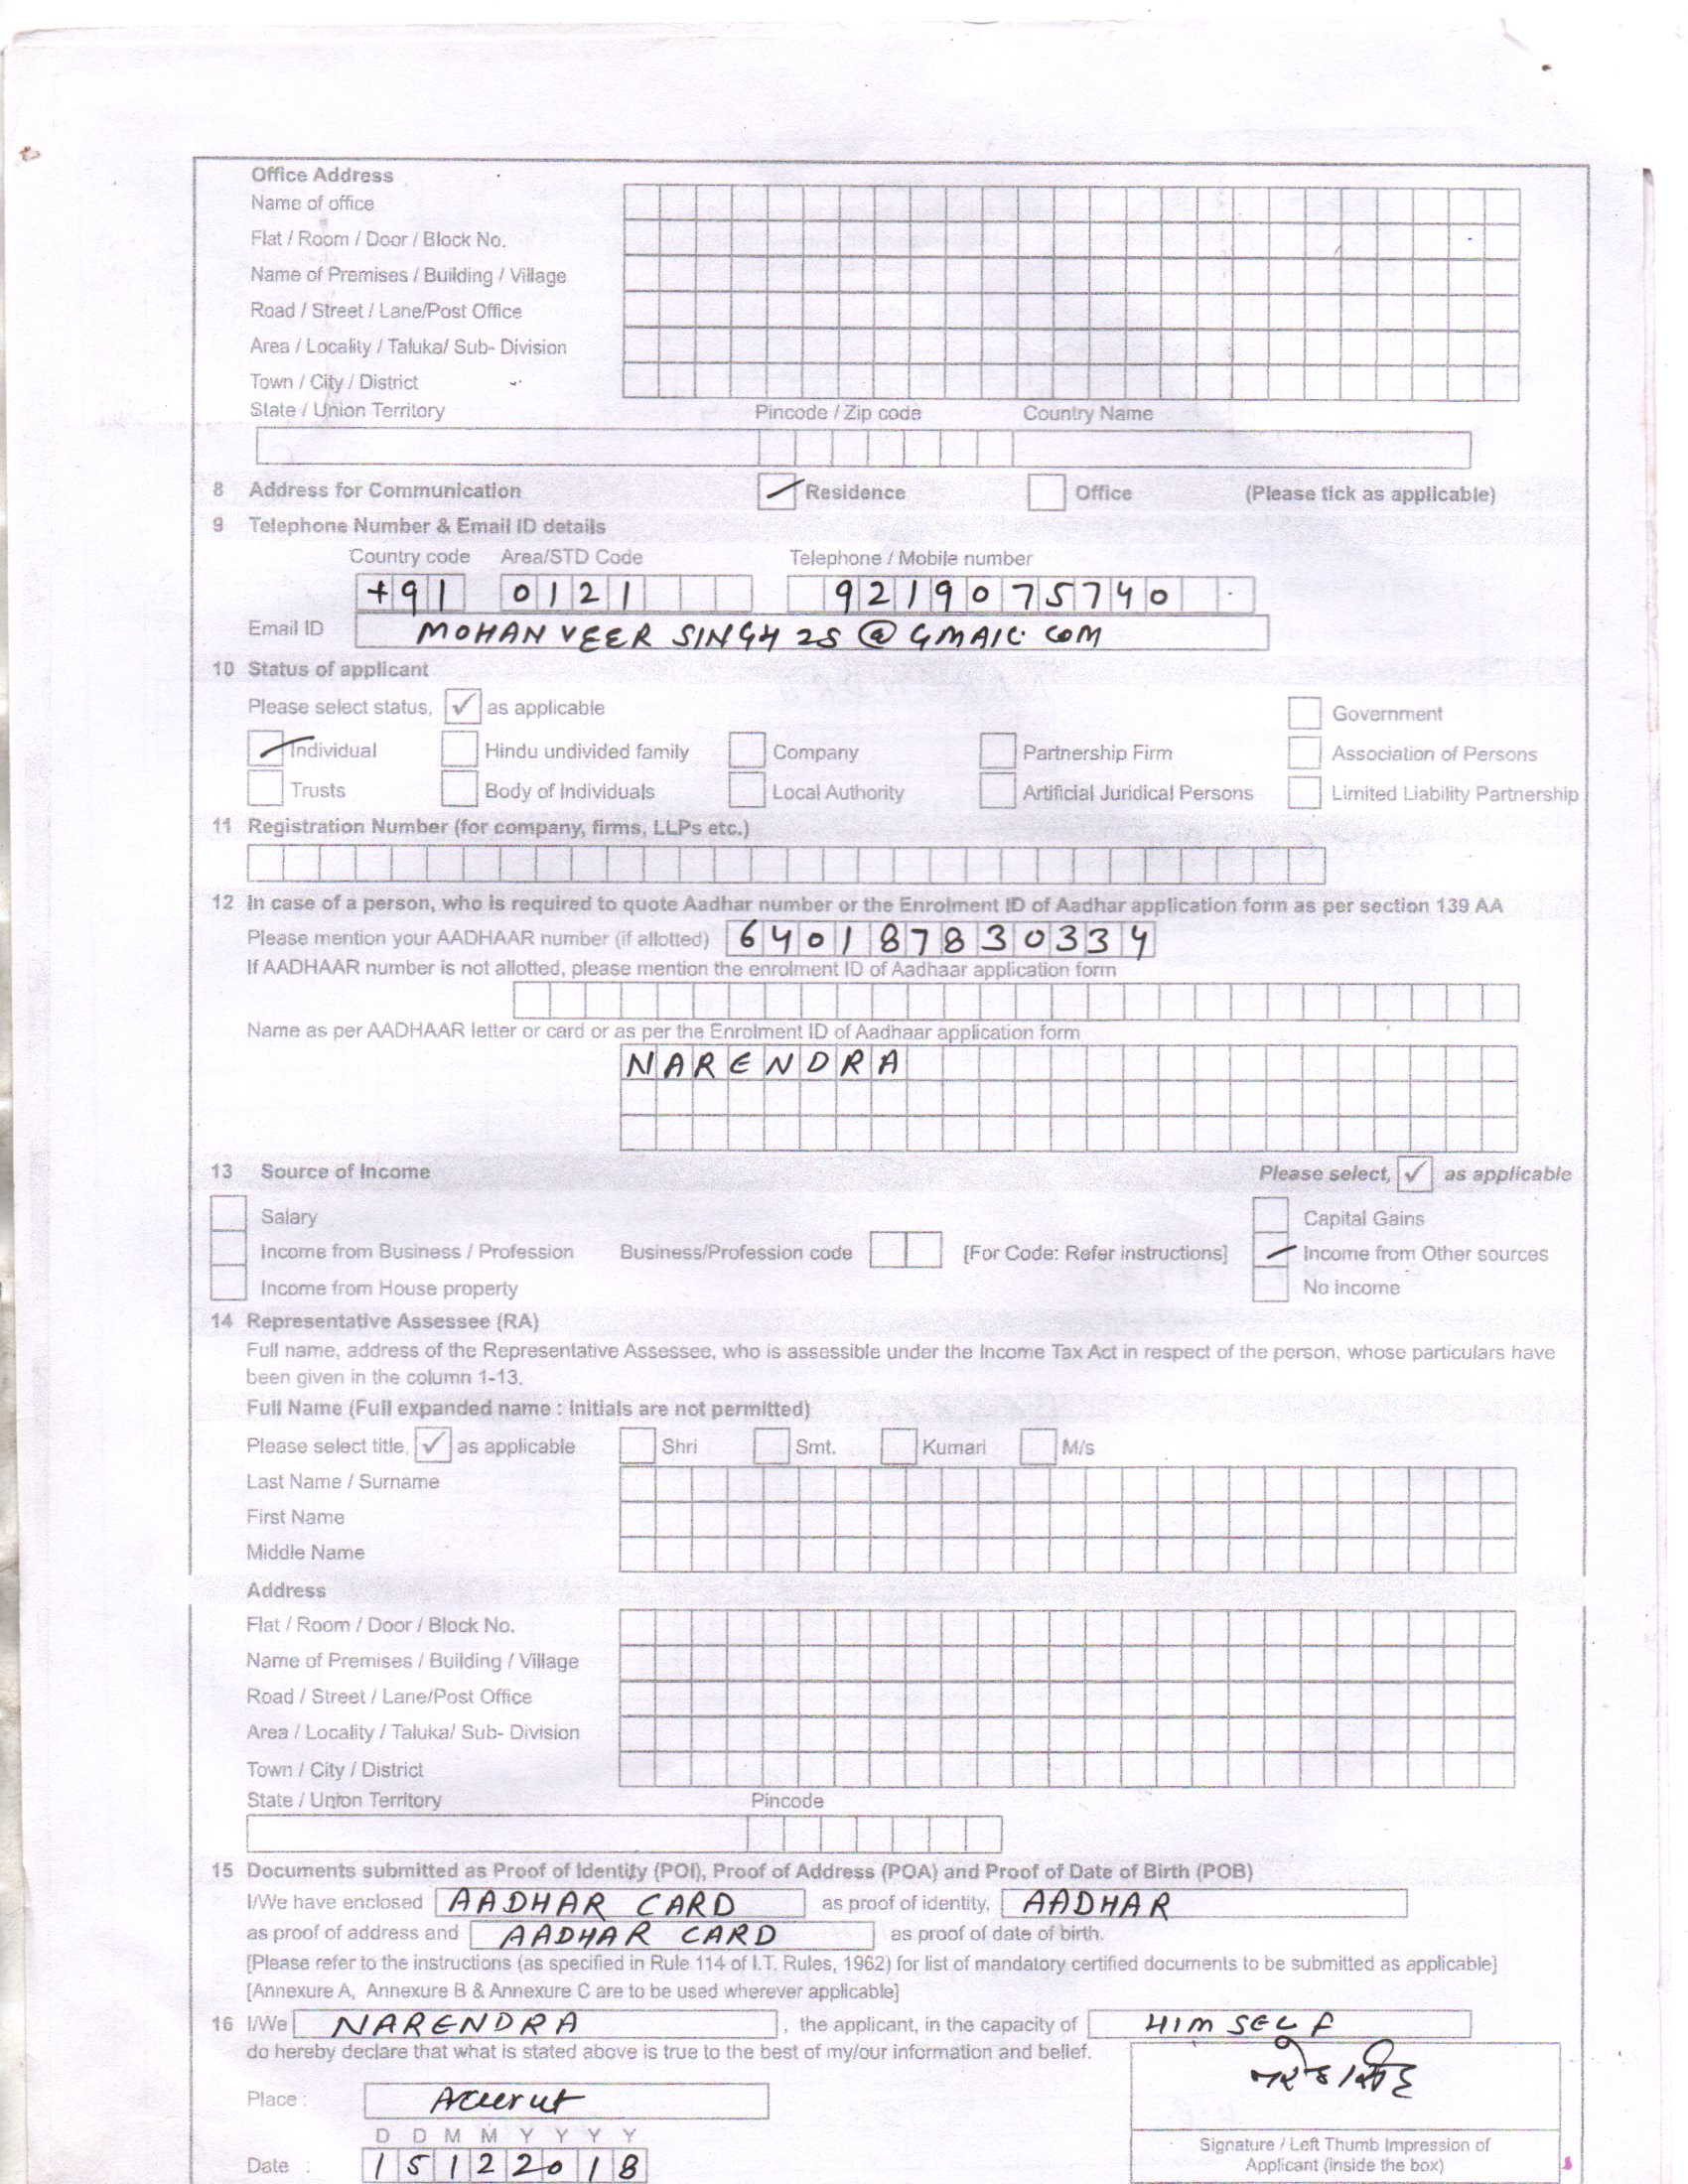 Office Address
Name of office
Flat / Room / Door / Block No.
Name of Premises / Building / Village
Road / Street / Lane/Post Office
Area / Locality / Taluka/ Sub- Division
Town / City / District
State / Union Territory Pincode / Zip code Country Name
8 Address for Communication Residence Office (Please tick as applicable)
9 Telephone Number & Email ID details
Country code Area/STD Code Telephone / Mobile number
+91 0121 9219075740
Email ID MOHANVEER SINGH 25 @ GMAIL. COM
10 Status of applicant
Please select status, ✓ as applicable Government
Individual Hindu undivided family Company Partnership Firm Association of Persons
Trusts Body of Individuals Local Authority Artificial Juridical Persons Limited Liability Partnership
11 Registration Number (for company, firms, LLPs etc.)
12 In case of a person, who is required to quote Aadhar number or the Enrolment ID of Aadhar application form as per section 139 AA
Please mention your AADHAAR number (if allotted) 640187830334
If AADHAAR number is not allotted, please mention the enrolment ID of Aadhaar application form
Name as per AADHAAR letter or card or as per the Enrolment ID of Aadhaar application form
NARENDRA
13 Source of Income Please select, ✓ as applicable
Salary Capital Gains
Income from Business / Profession Business/Profession code [For Code: Refer instructions] Income from Other sources
Income from House property No income
14 Representative Assessee (RA)
Full name, address of the Representative Assessee, who is assessible under the Income Tax Act in respect of the person, whose particulars have
been given in the column 1-13.
Full Name (Full expanded name : initials are not permitted)
Please select title, ✓ as applicable Shri Smt. Kumari M/s
Last Name / Surname
First Name
Middle Name
Address
Flat / Room / Door / Block No.
Name of Premises / Building / Village
Road / Street / Lane/Post Office
Area / Locality / Taluka/ Sub- Division
Town / City / District
State / Union Territory Pincode
15 Documents submitted as Proof of Identity (POI), Proof of Address (POA) and Proof of Date of Birth (POB)
I/We have enclosed AADHAR CARD as proof of identity, AADHAR
as proof of address and AADHAR CARD as proof of date of birth.
[Please refer to the instructions (as specified in Rule 114 of I.T. Rules, 1962) for list of mandatory certified documents to be submitted as applicable]
[Annexure A, Annexure B & Annexure C are to be used wherever applicable]
16 I/We NARENDRA , the applicant, in the capacity of HIMSELF
do hereby declare that what is stated above is true to the best of my/our information and belief.
Place :
D D M M Y Y Y Y
Signature / Left Thumb Impression of
Date : 15122018 Applicant (inside the box)